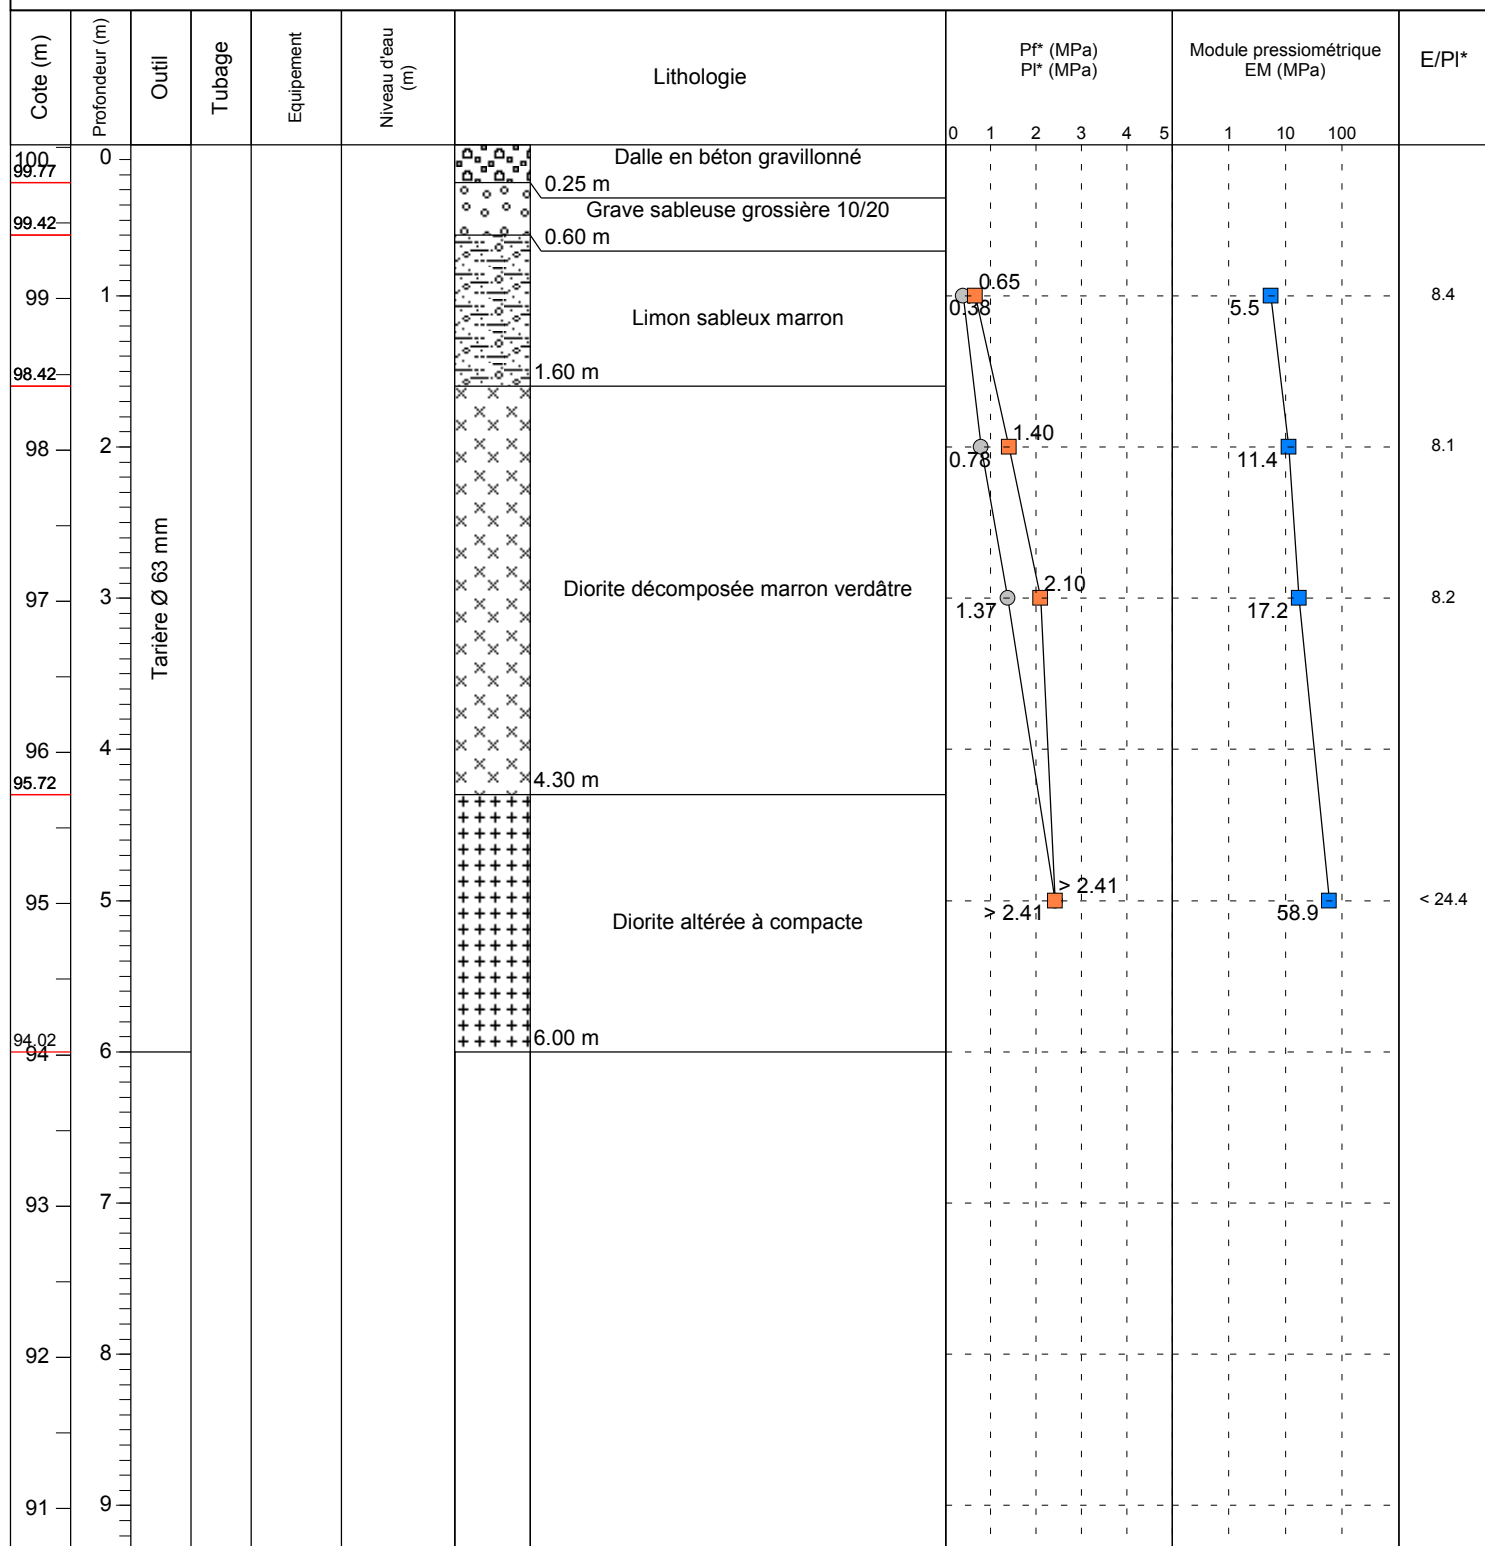 Cote (m)
Profondeur (m)
Outil
Tubage
Equipement
Niveau d'eau
(m)
Lithologie
Pf* (MPa)
Pl* (MPa)
0 1 2 3 4 5
Module pressiométrique
EM (MPa)
1 10 100
E/Pl*
100
99.77
99.42
99
98.42
98
97
96
95.72
95
94.02
94
93
92
91
0
1
2
3
4
5
6
7
8
9
Tarière Ø 63 mm
Dalle en béton gravillonné
0.25 m
Grave sableuse grossière 10/20
0.60 m
Limon sableux marron
1.60 m
Diorite décomposée marron verdâtre
4.30 m
Diorite altérée à compacte
6.00 m
0.65
0.38
1.40
0.78
2.10
1.37
> 2.41
> 2.41
5.5
11.4
17.2
58.9
8.4
8.1
8.2
< 24.4